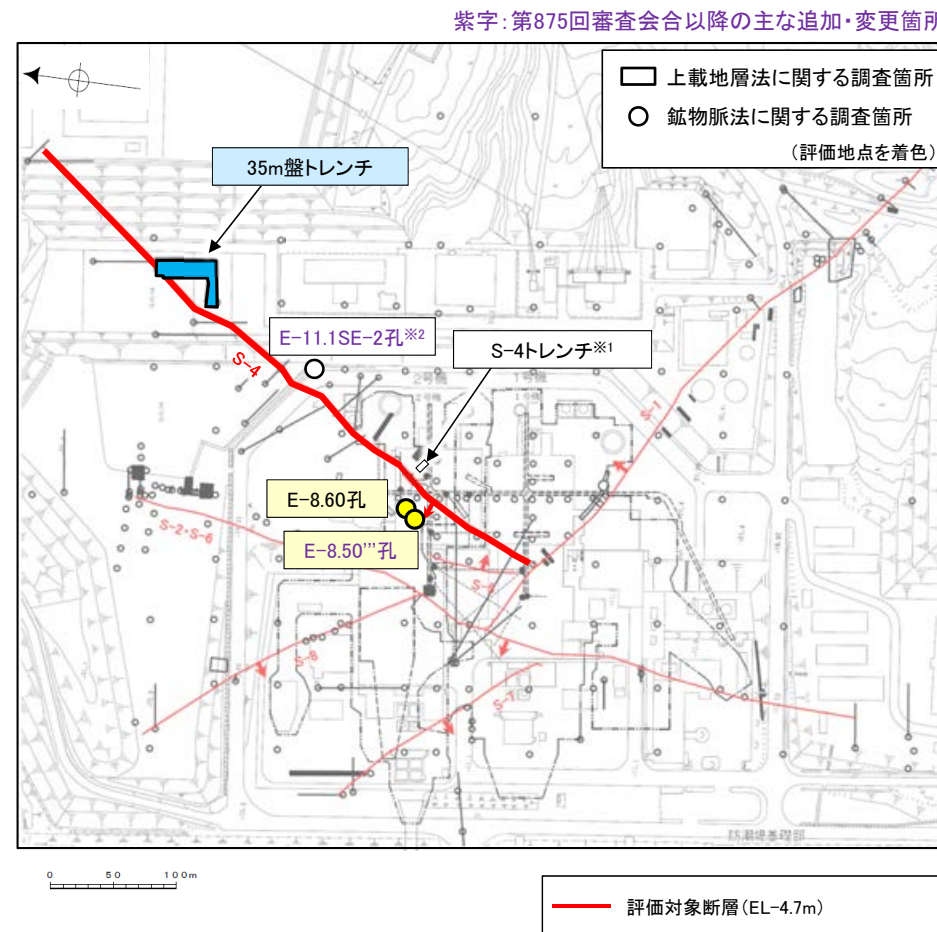 紫字：第875回審査会合以降の主な追加・変更箇所
上載地層法に関する調査箇所
鉱物脈法に関する調査箇所
（評価地点を着色）
35m盤トレンチ
E-11.1SE-2孔※2
S-4トレンチ※1
S-4
2号機
1号機
2号機
1号機
S-1
E-8.60孔
E-8.50'''孔
S-2・S-6
S-8
S-7
防潮堤基礎部
0 50 100m
評価対象断層（EL-4.7m）